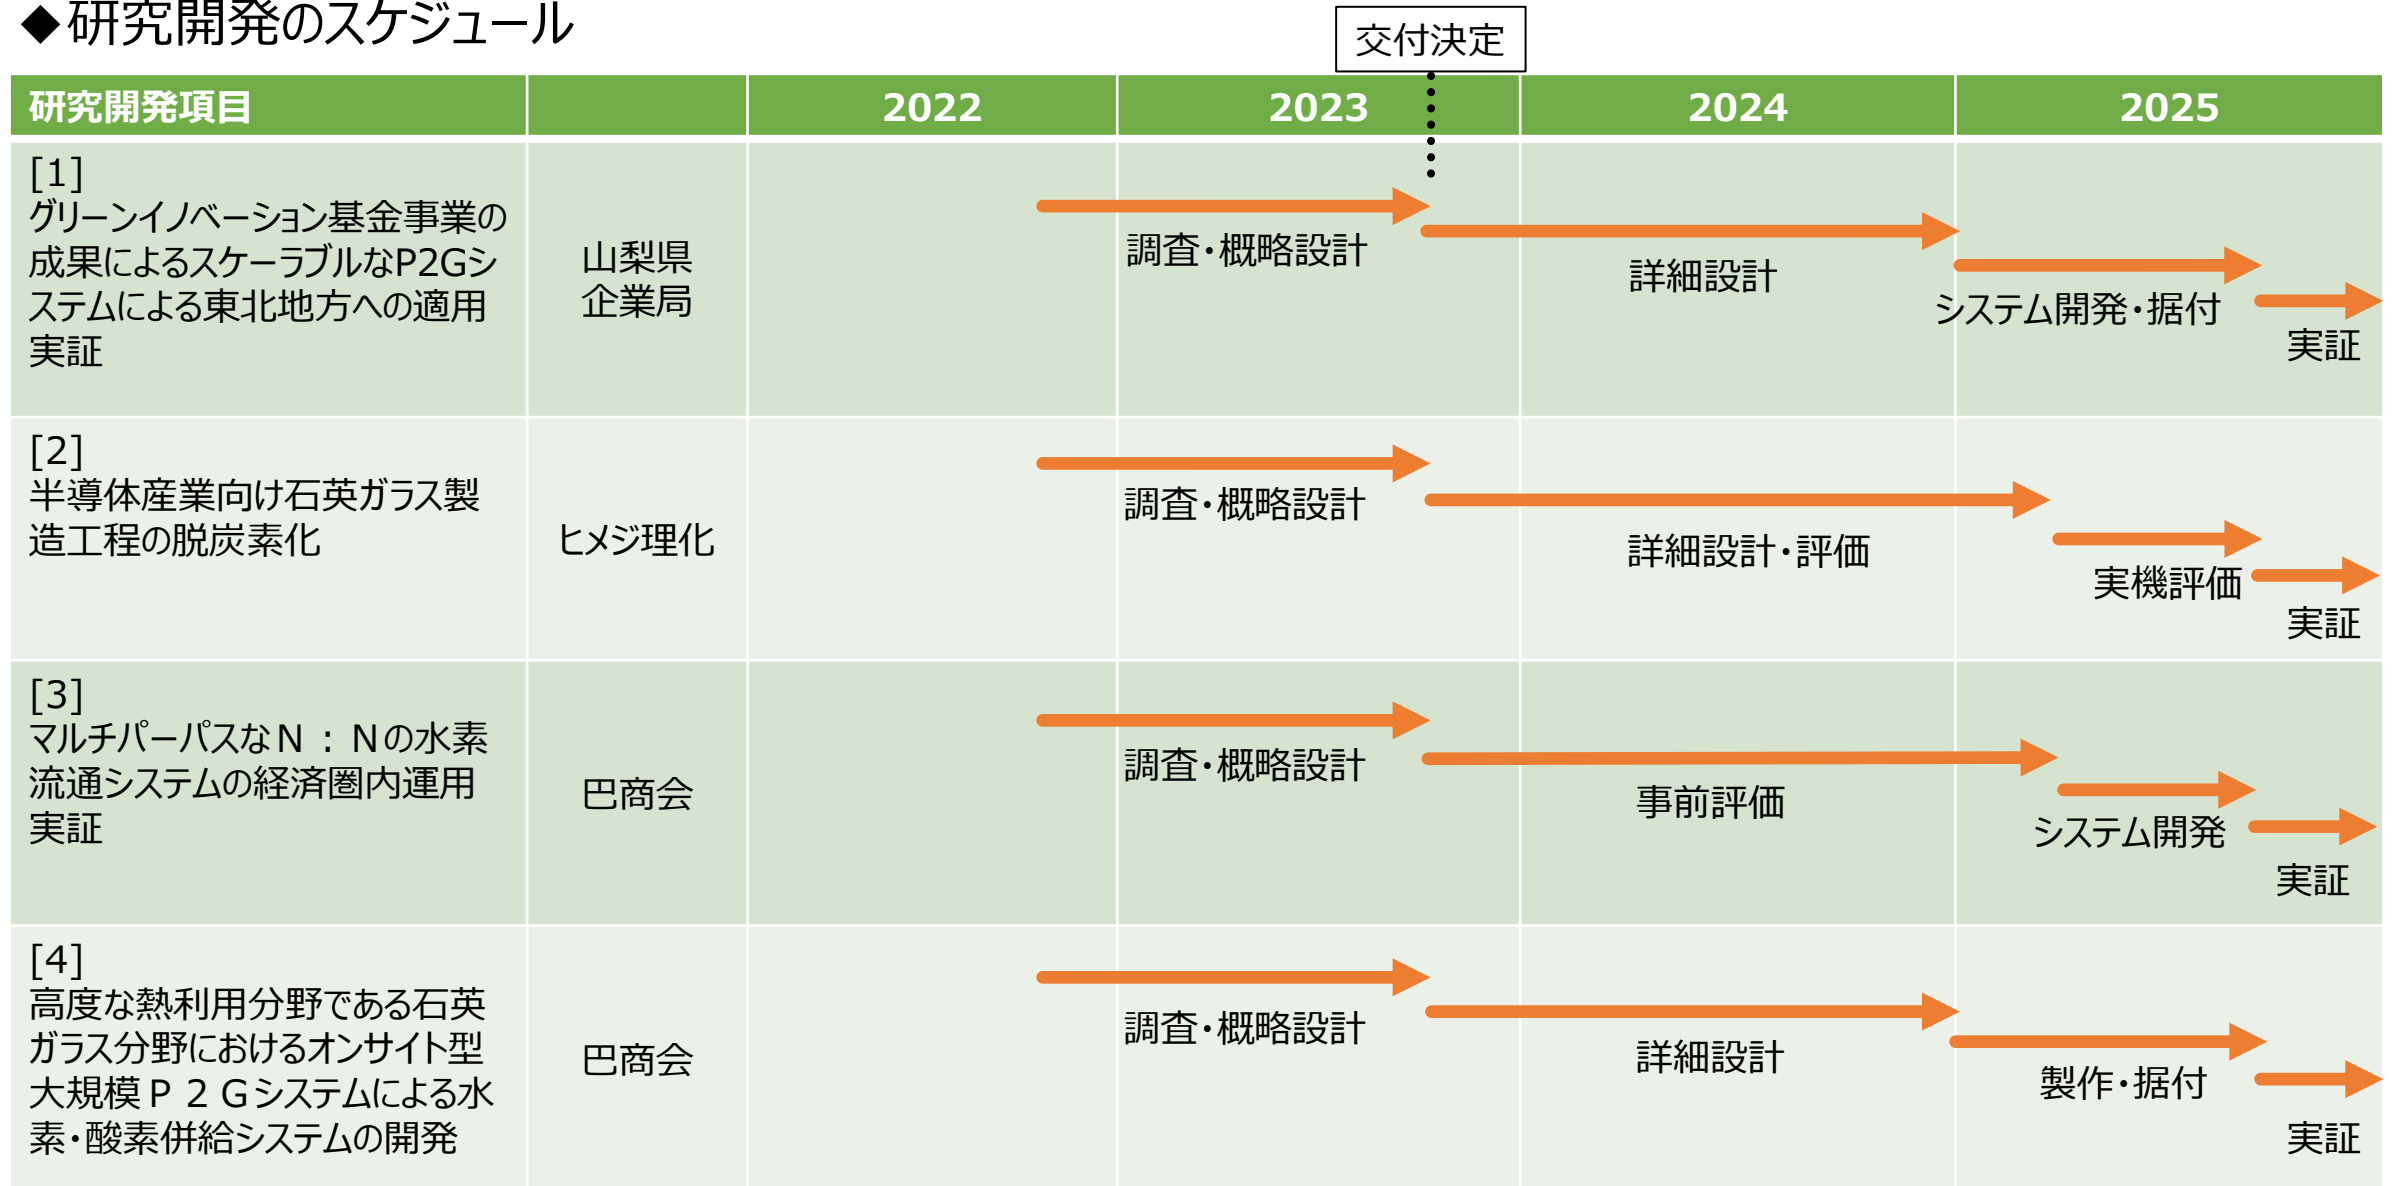 ◆研究開発のスケジュール
交付決定
研究開発項目
2022
2023
2024
2025
[1]
グリーンイノベーション基金事業の
成果によるスケーラブルなP2Gシ
ステムによる東北地方への適用
実証
山梨県
企業局
調査・概略設計
詳細設計
システム開発・据付
実証
[2]
半導体産業向け石英ガラス製
造工程の脱炭素化
ヒメジ理化
調査・概略設計
詳細設計・評価
実機評価
実証
[3]
マルチパーパスなN：Nの水素
流通システムの経済圏内運用
実証
巴商会
調査・概略設計
事前評価
システム開発
実証
[4]
高度な熱利用分野である石英
ガラス分野におけるオンサイト型
大規模Ｐ２Ｇシステムによる水
素・酸素併給システムの開発
巴商会
調査・概略設計
詳細設計
製作・据付
実証